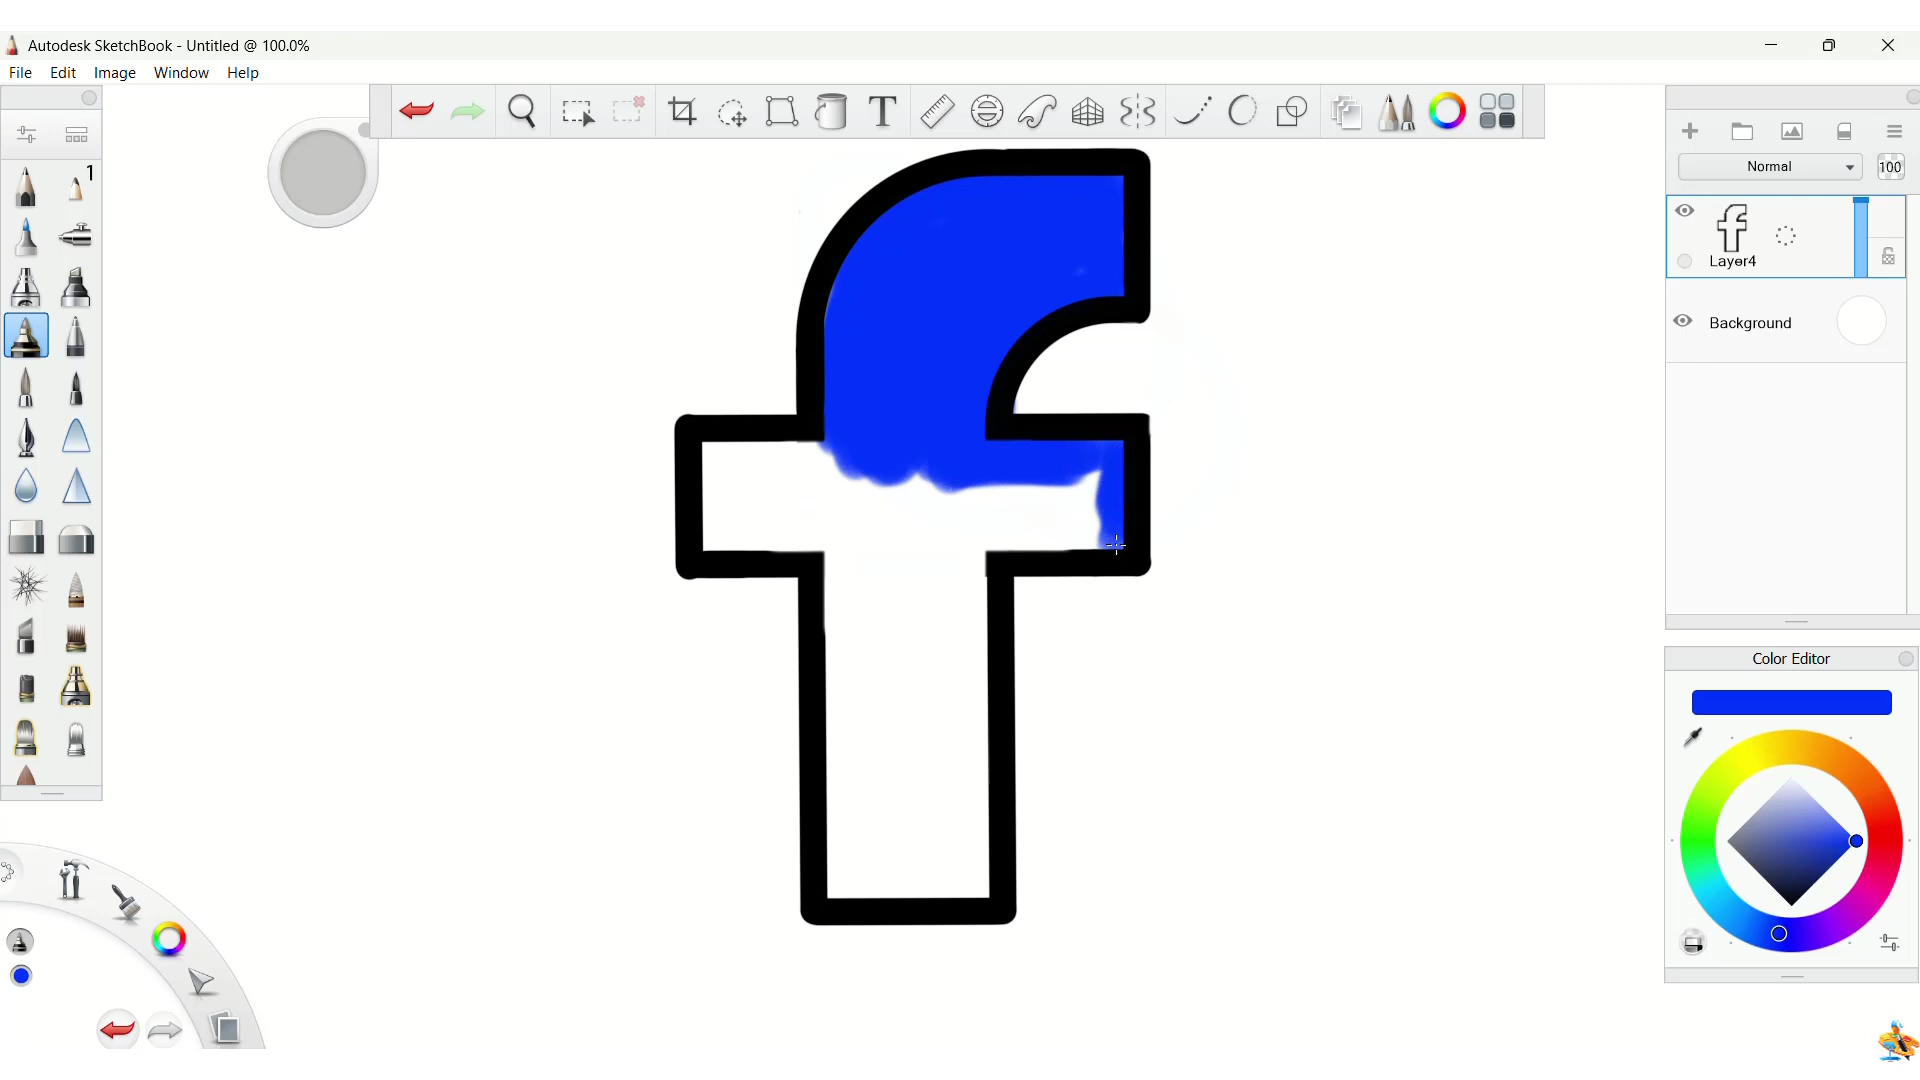 Autodesk SketchBook - Untitled @ 100.0%
File Edit Image Window Help
T
1
Normal 100
Layer4
Background
Color Editor
f